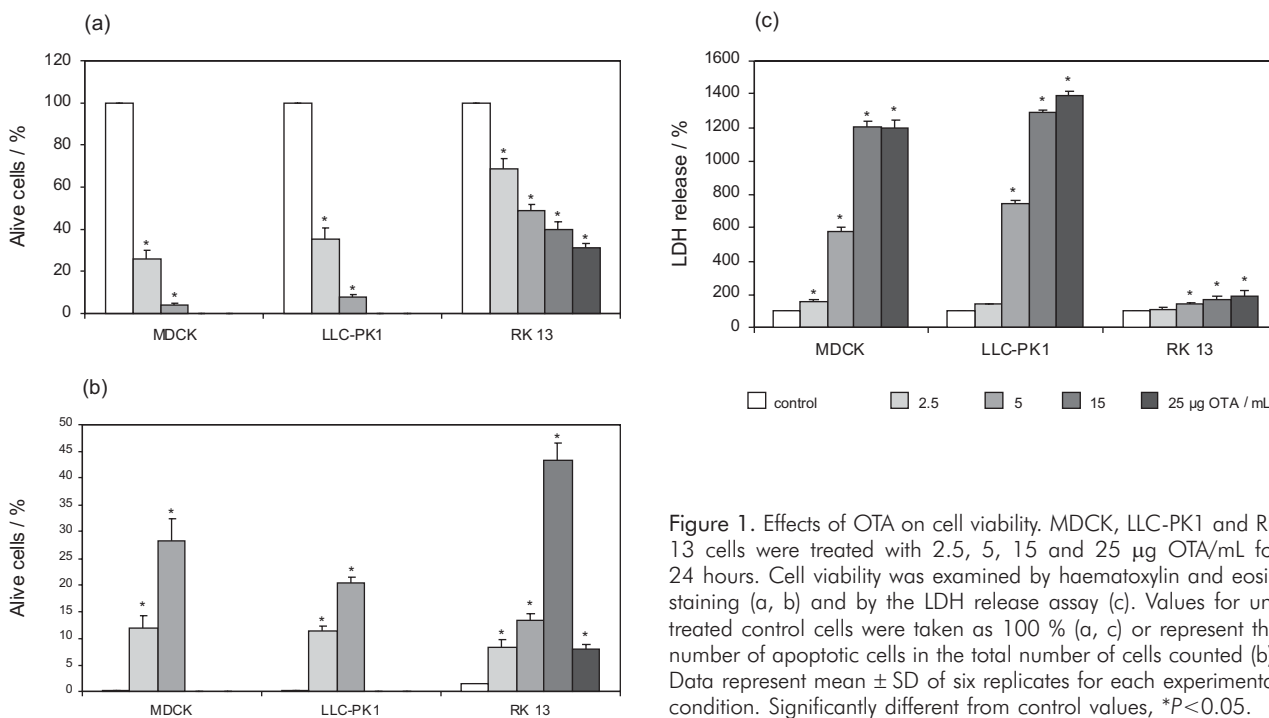 (a)
120
100
80
60
40
20
0
Alive cells / %
MDCK
LLC-PK1
RK 13
* * * * * * * *
(b)
50
45
40
35
30
25
20
15
10
5
0
Alive cells / %
MDCK
LLC-PK1
RK 13
* * * * * * * *
(c)
1600
1400
1200
1000
800
600
400
200
0
LDH release / %
MDCK
LLC-PK1
RK 13
* * * * * * * * * *
control 2.5 5 15 25 µg OTA / mL
Figure 1. Effects of OTA on cell viability. MDCK, LLC-PK1 and R
13 cells were treated with 2.5, 5, 15 and 25 µg OTA/mL fo
24 hours. Cell viability was examined by haematoxylin and eosi
staining (a, b) and by the LDH release assay (c). Values for un
treated control cells were taken as 100 % (a, c) or represent th
number of apoptotic cells in the total number of cells counted (b)
Data represent mean ± SD of six replicates for each experimenta
condition. Significantly different from control values, *P<0.05.